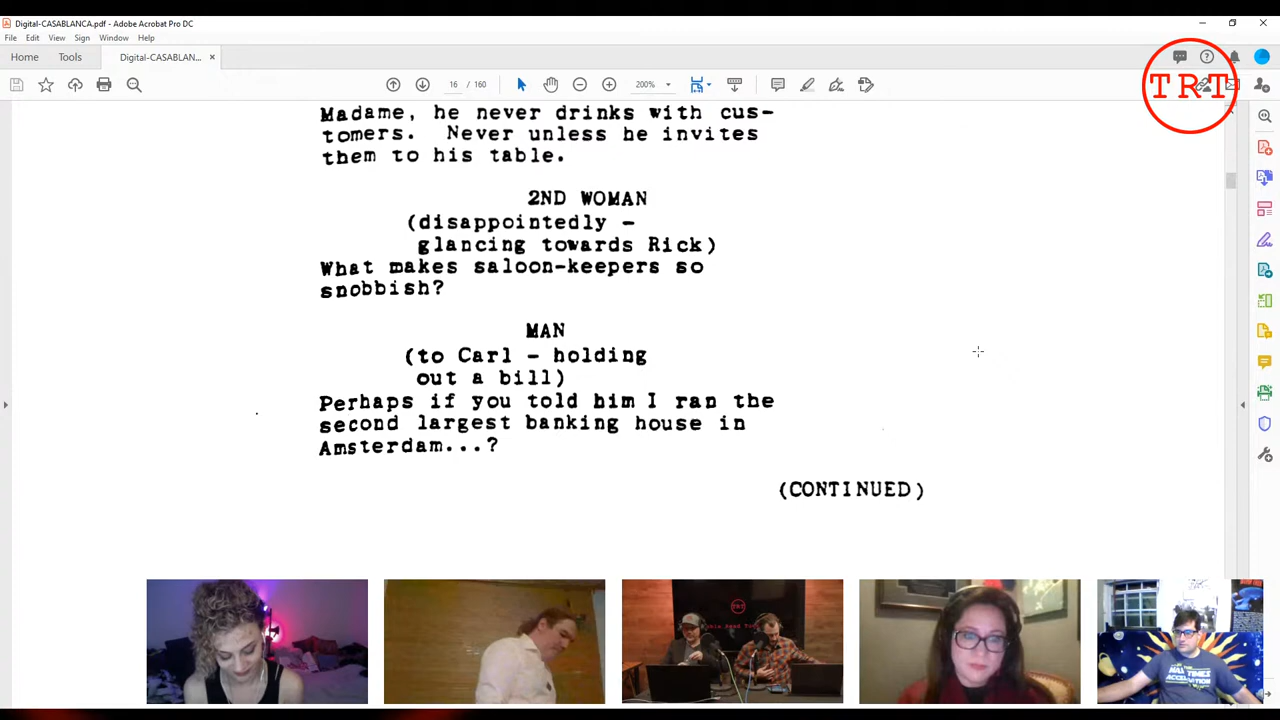 Digital-CASABLANCA.pdf - Adobe Acrobat Pro DC
File Edit View Sign Window Help
Home Tools Digital-CASABLAN... ×
16 / 160 200%
TRT
Madame, he never drinks with cus-
tomers. Never unless he invites
them to his table.
2ND WOMAN
(disappointedly -
glancing towards Rick)
What makes saloon-keepers so
snobbish?
MAN
(to Carl - holding
out a bill)
Perhaps if you told him I ran the
second largest banking house in
Amsterdam...?
(CONTINUED)
TRT